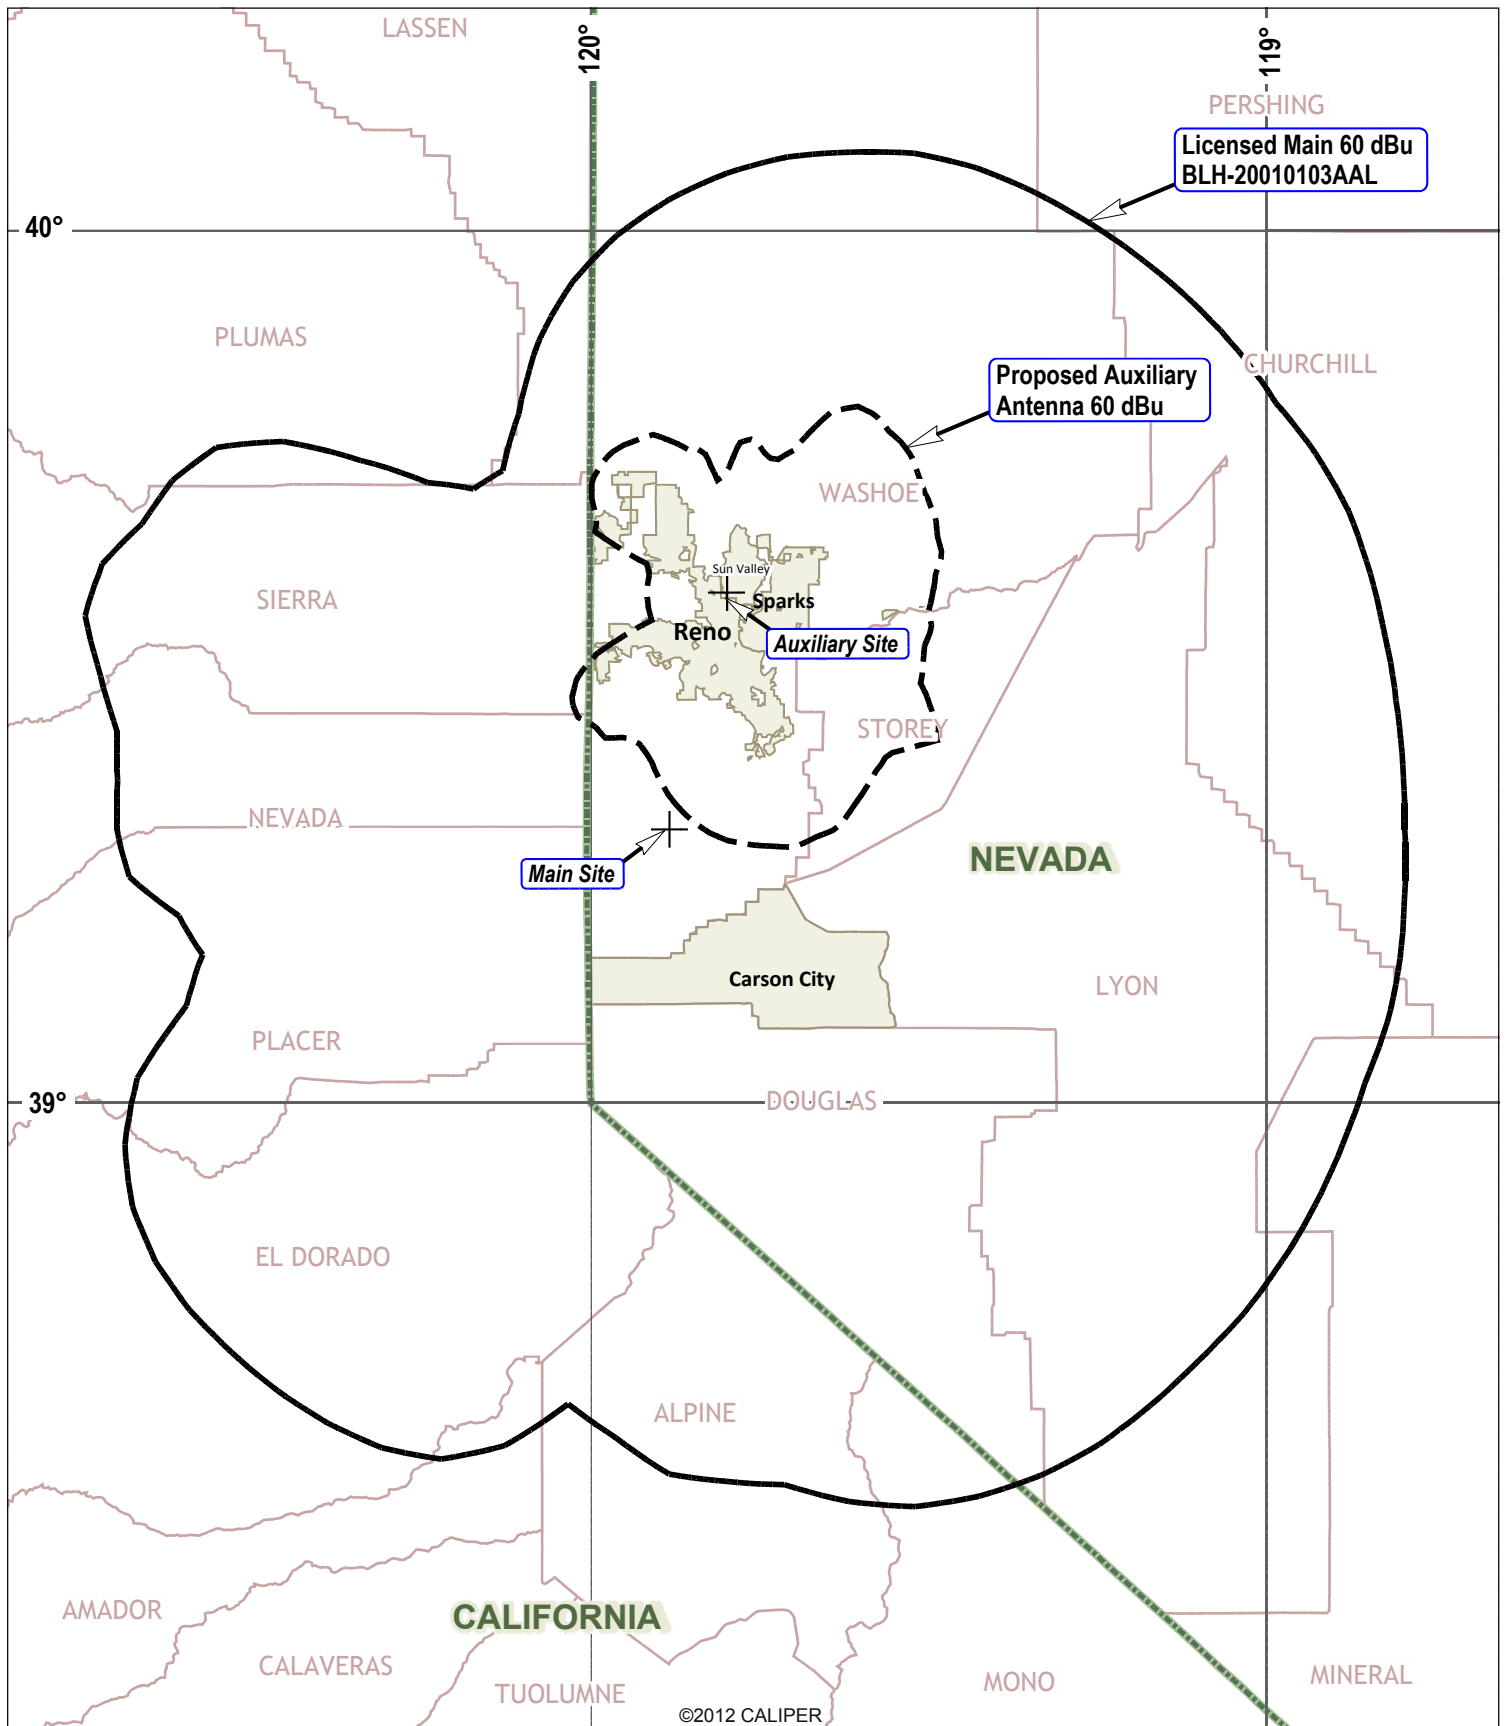 LASSEN
120°
119°
PERSHING
Licensed Main 60 dBu
BLH-20010103AAL
40°
PLUMAS
CHURCHILL
Proposed Auxiliary
Antenna 60 dBu
WASHOE
Sun Valley
SIERRA
Sparks
Reno
Auxiliary Site
STOREY
NEVADA
NEVADA
Main Site
Carson City
LYON
PLACER
39°
DOUGLAS
EL DORADO
ALPINE
AMADOR
CALIFORNIA
CALAVERAS
MONO
MINERAL
TUOLUMNE
©2012 CALIPER